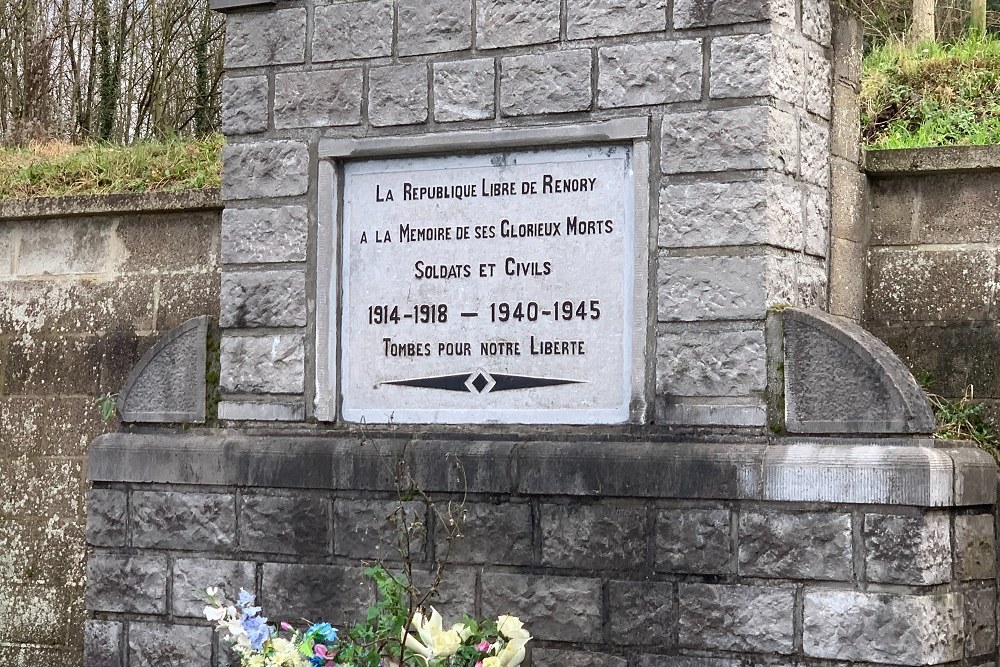 La Republique Libre de Renory
a la Memoire de ses Glorieux Morts
Soldats et Civils
1914-1918 – 1940-1945
Tombes pour notre Liberte